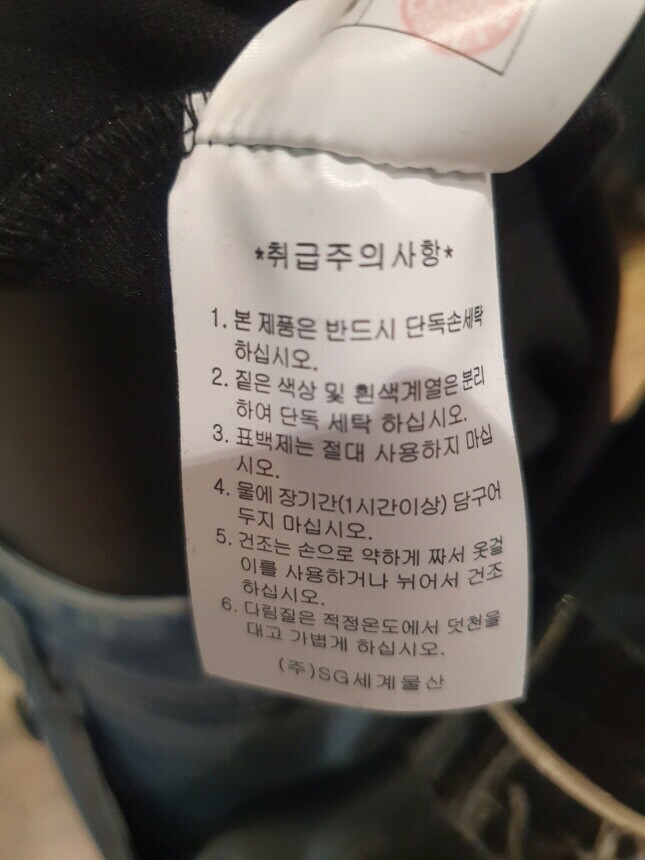 *취급주의사항*
1. 본 제품은 반드시 단독손세탁
하십시오.
2. 짙은 색상 및 흰색계열은 분리
하여 단독 세탁 하십시오.
3. 표백제는 절대 사용하지 마십
시오.
4. 물에 장기간(1시간이상) 담구어
두지 마십시오.
5. 건조는 손으로 약하게 짜서 옷걸
이를 사용하거나 뉘어서 건조
하십시오.
6. 다림질은 적정온도에서 덧천을
대고 가볍게 하십시오.
(주)SG세계물산